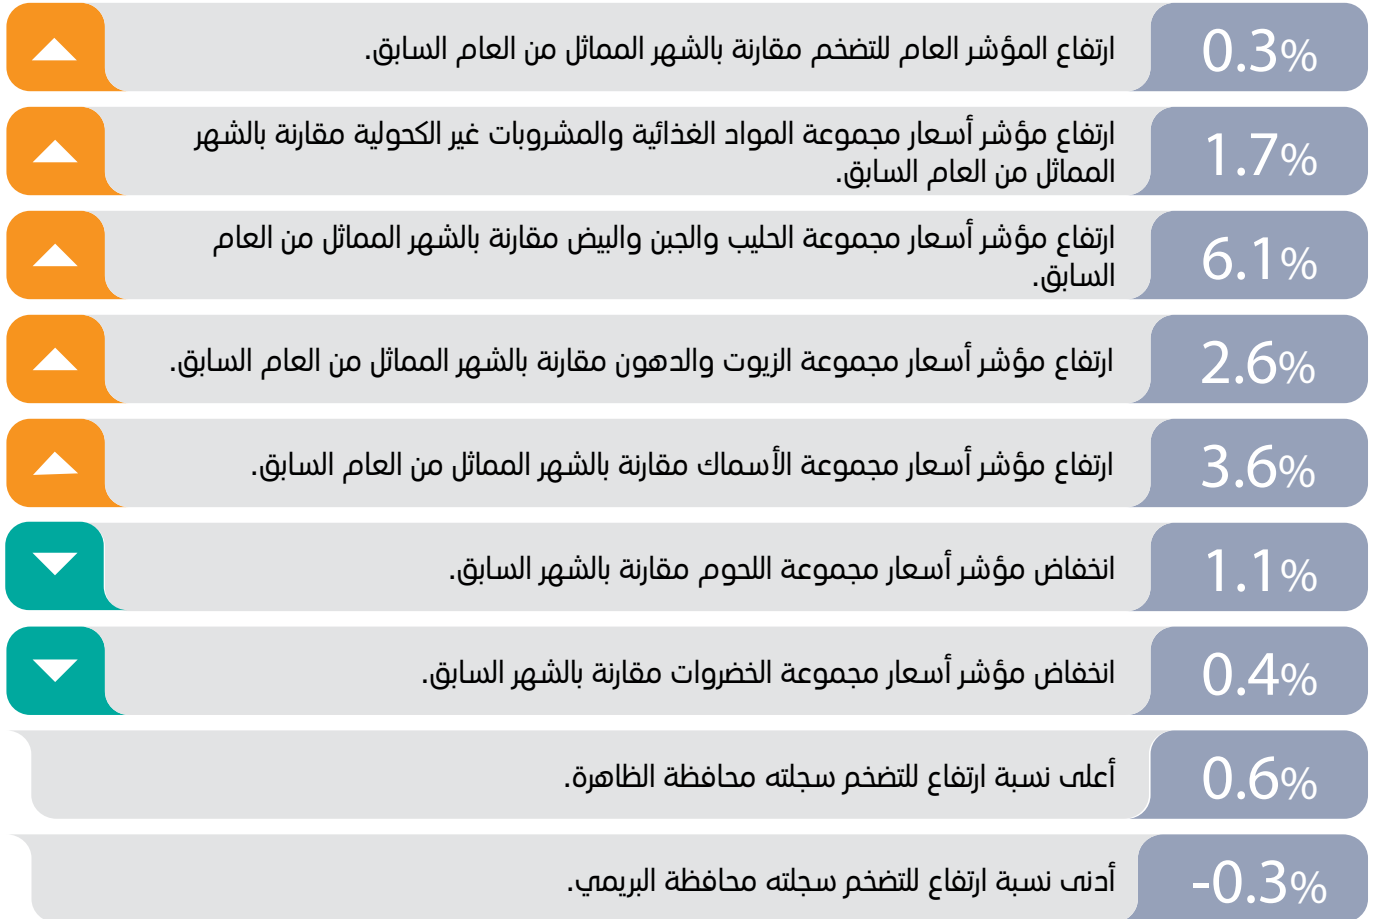 0.3%
ارتفاع المؤشر العام للتضخم مقارنة بالشهر المماثل من العام السابق.
1.7%
ارتفاع مؤشر أسعار مجموعة المواد الغذائية والمشروبات غير الكحولية مقارنة بالشهر
المماثل من العام السابق.
6.1%
ارتفاع مؤشر أسعار مجموعة الحليب والجبن والبيض مقارنة بالشهر المماثل من العام
السابق.
2.6%
ارتفاع مؤشر أسعار مجموعة الزيوت والدهون مقارنة بالشهر المماثل من العام السابق.
3.6%
ارتفاع مؤشر أسعار مجموعة الأسماك مقارنة بالشهر المماثل من العام السابق.
1.1%
انخفاض مؤشر أسعار مجموعة اللحوم مقارنة بالشهر السابق.
0.4%
انخفاض مؤشر أسعار مجموعة الخضروات مقارنة بالشهر السابق.
0.6%
أعلى نسبة ارتفاع للتضخم سجلته محافظة الظاهرة.
-0.3%
أدنى نسبة ارتفاع للتضخم سجلته محافظة البريمي.